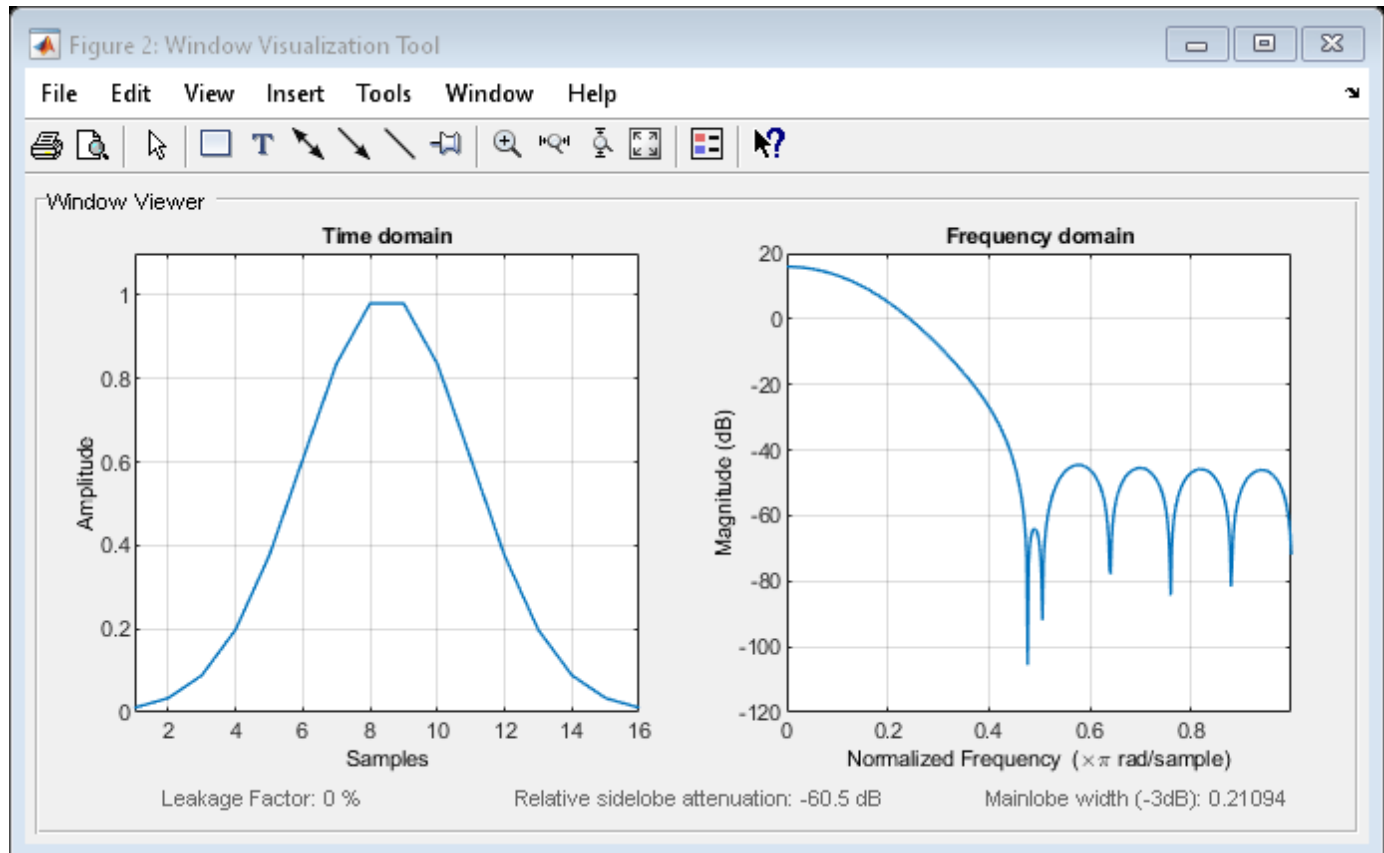 Figure 2: Window Visualization Tool
File Edit View Insert Tools Window Help
T
?
Window Viewer
Time domain
1
0.8
0.6
0.4
0.2
0
Amplitude
2 4 6 8 10 12 14 16
Samples
Frequency domain
20
0
-20
-40
-60
-80
-100
-120
Magnitude (dB)
0 0.2 0.4 0.6 0.8
Normalized Frequency (×π rad/sample)
Leakage Factor: 0 %
Relative sidelobe attenuation: -60.5 dB
Mainlobe width (-3dB): 0.21094